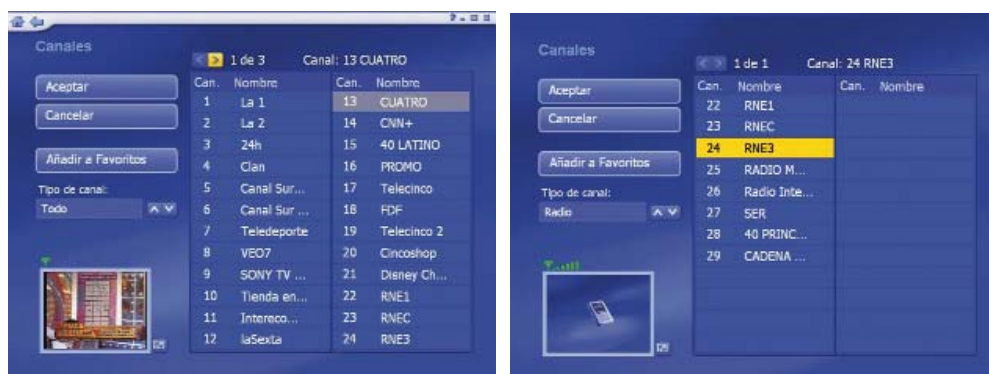 Canales
1 de 3 Canal: 13 CUATRO
Aceptar
Cancelar
Añadir a Favoritos
Tipo de canal:
Todo
Can. Nombre Can. Nombre
1 La 1 13 CUATRO
2 La 2 14 CNN+
3 24h 15 40 LATINO
4 Clan 16 PROMO
5 Canal Sur... 17 Telecinco
6 Canal Sur ... 18 FDF
7 Teledeporte 19 Telecinco 2
8 VEO7 20 Cincoshop
9 SONY TV ... 21 Disney Ch...
10 Tienda en... 22 RNE1
11 Intereco... 23 RNEC
12 laSexta 24 RNE3
Canales
1 de 1 Canal: 24 RNE3
Aceptar
Cancelar
Añadir a Favoritos
Tipo de canal:
Radio
Can. Nombre Can. Nombre
22 RNE1
23 RNEC
24 RNE3
25 RADIO M...
26 Radio Inte...
27 SER
28 40 PRINC...
29 CADENA ...